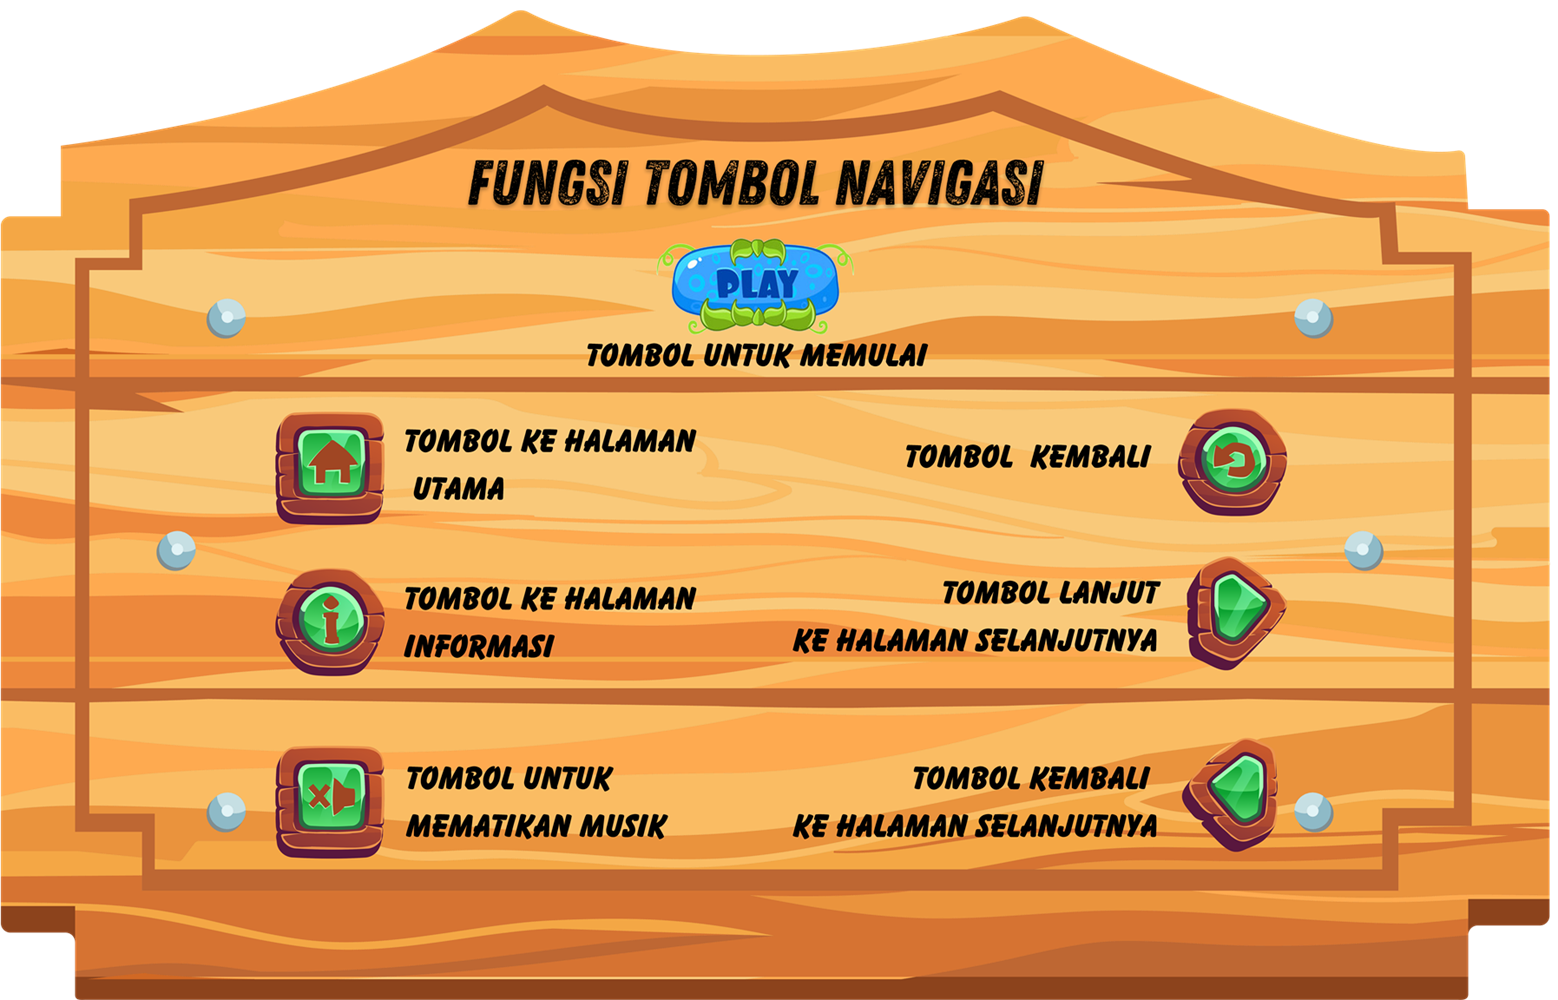 FUNGSI TOMBOL NAVIGASI
PLAY
TOMBOL UNTUK MEMULAI
TOMBOL KE HALAMAN
UTAMA
TOMBOL KEMBALI
TOMBOL KE HALAMAN
INFORMASI
TOMBOL LANJUT
KE HALAMAN SELANJUTNYA
TOMBOL UNTUK
MEMATIKAN MUSIK
TOMBOL KEMBALI
KE HALAMAN SELANJUTNYA